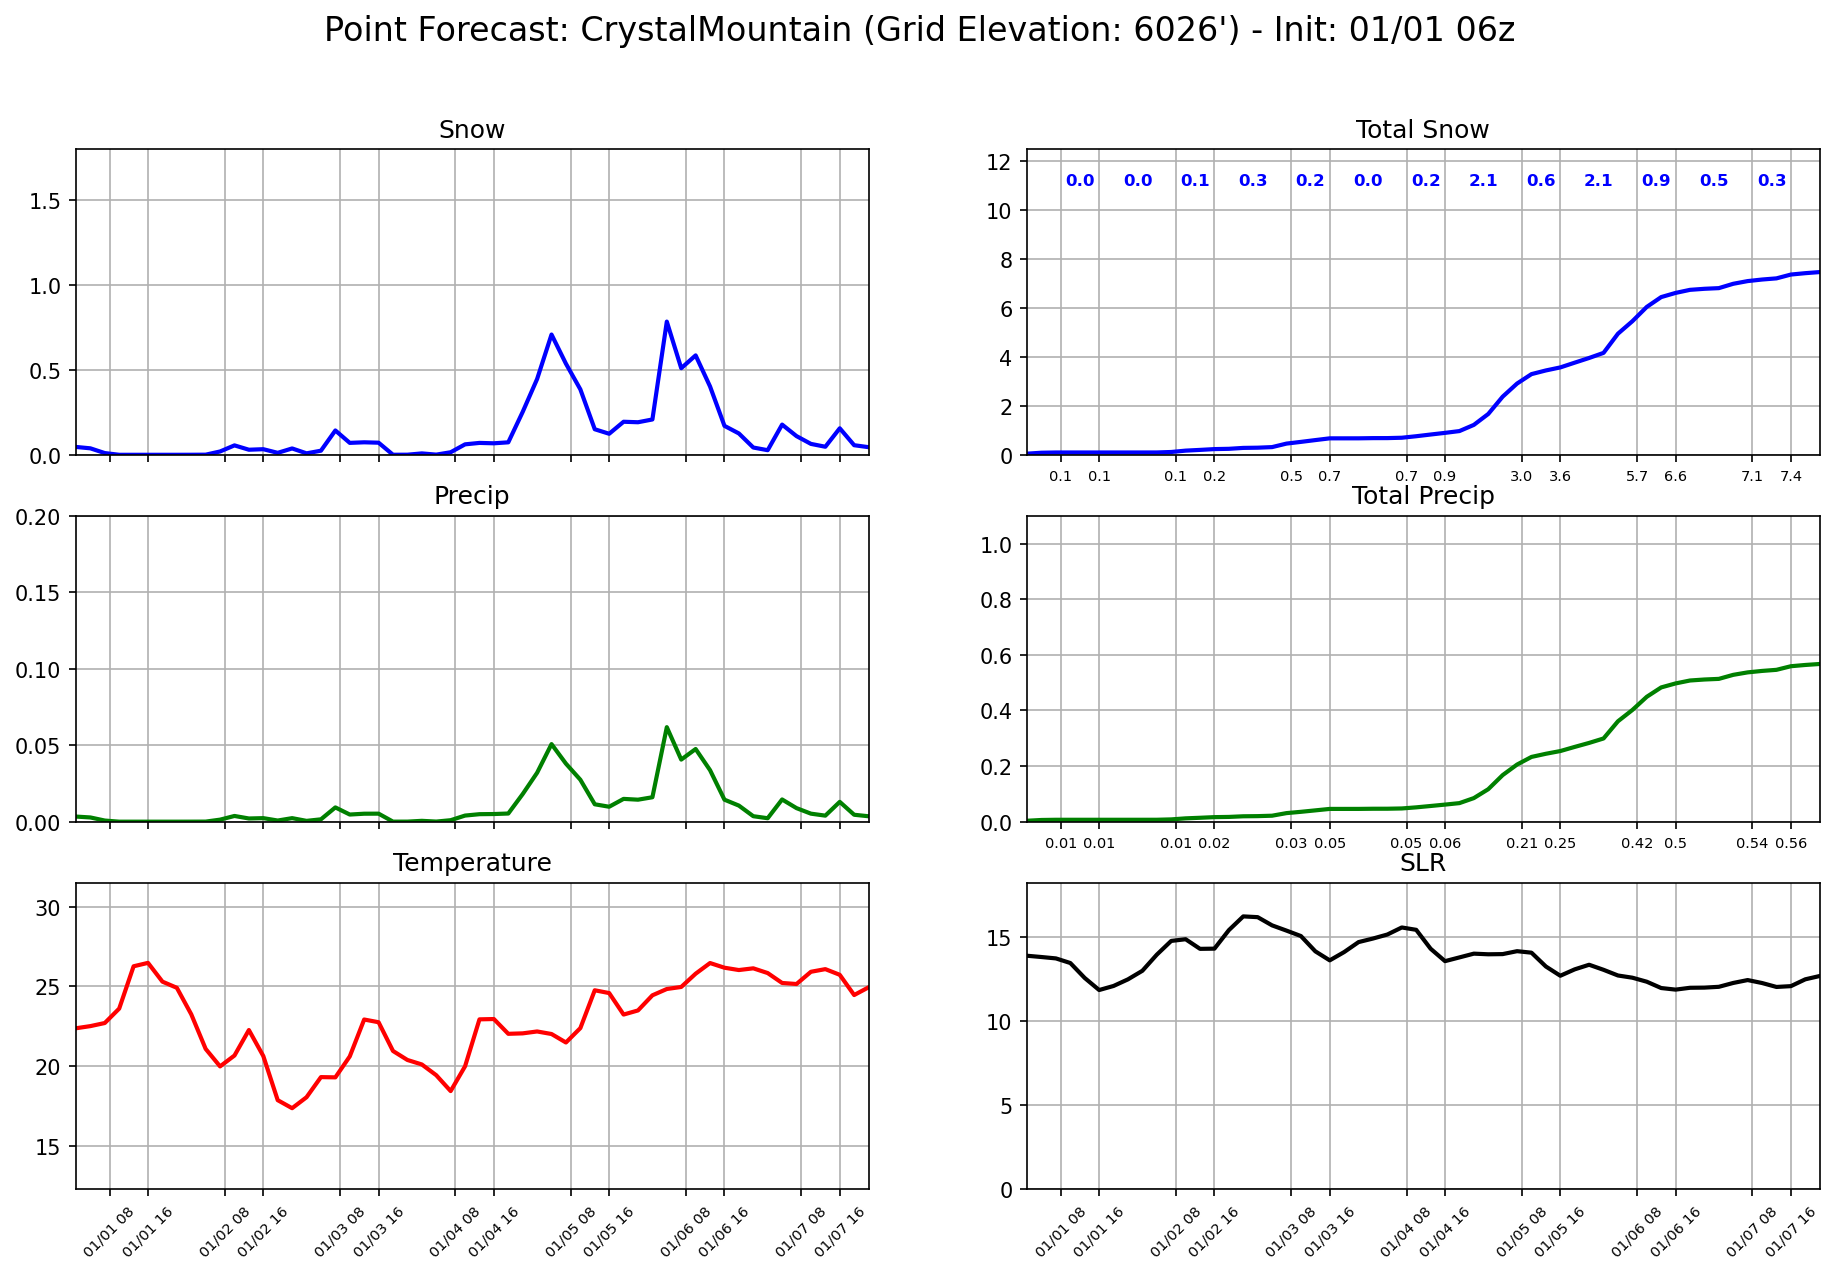 Point Forecast: CrystalMountain (Grid Elevation: 6026') - Init: 01/01 06z
Snow
1.5
1.0
0.5
0.0
Total Snow
12
10
8
6
4
2
0
0.0 0.0 0.1 0.3 0.2 0.0 0.2 2.1 0.6 2.1 0.9 0.5 0.3
0.1 0.1 0.1 0.2 0.5 0.7 0.7 0.9 3.0 3.6 5.7 6.6 7.1 7.4
Precip
0.20
0.15
0.10
0.05
0.00
Total Precip
1.0
0.8
0.6
0.4
0.2
0.0
0.01 0.01 0.01 0.02 0.03 0.05 0.05 0.06 0.21 0.25 0.42 0.5 0.54 0.56
Temperature
30
25
20
15
01/01 08 01/01 16 01/02 08 01/02 16 01/03 08 01/03 16 01/04 08 01/04 16 01/05 08 01/05 16 01/06 08 01/06 16 01/07 08 01/07 16
SLR
15
10
5
0
01/01 08 01/01 16 01/02 08 01/02 16 01/03 08 01/03 16 01/04 08 01/04 16 01/05 08 01/05 16 01/06 08 01/06 16 01/07 08 01/07 16